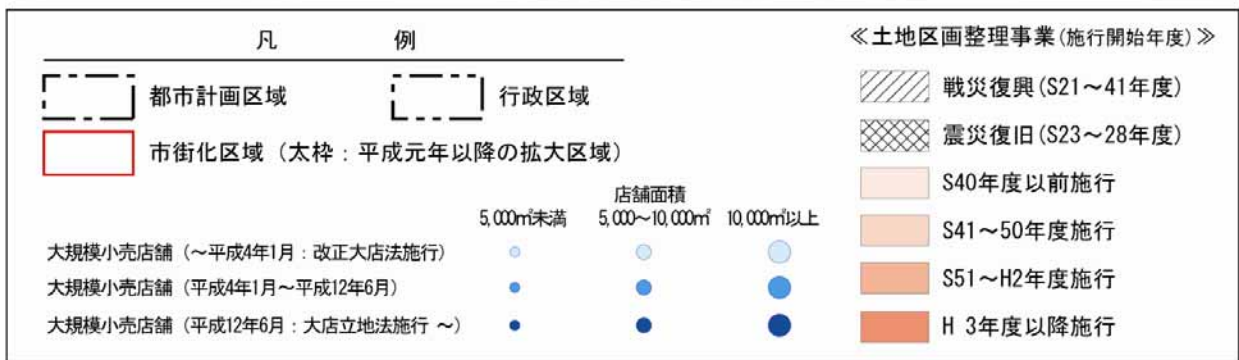 凡 例
都市計画区域
行政区域
市街化区域（太枠：平成元年以降の拡大区域）
店舗面積
5,000㎡未満 5,000～10,000㎡ 10,000㎡以上
大規模小売店舗（～平成4年1月：改正大店法施行）
大規模小売店舗（平成4年1月～平成12年6月）
大規模小売店舗（平成12年6月：大店立地法施行 ～）
≪土地区画整理事業(施行開始年度)≫
戦災復興(S21～41年度)
震災復旧(S23～28年度)
S40年度以前施行
S41～50年度施行
S51～H2年度施行
H 3年度以降施行